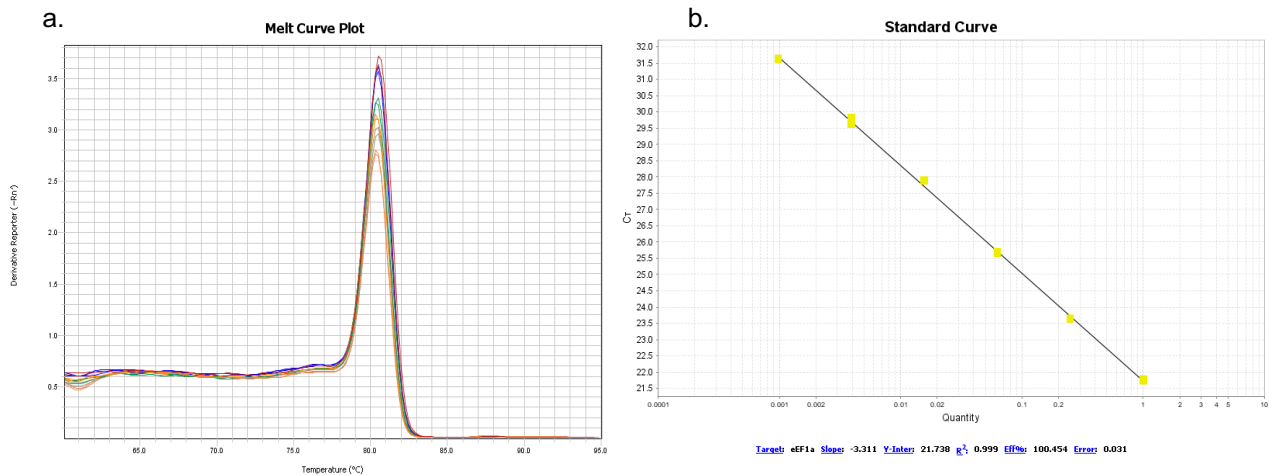 a.
Melt Curve Plot
3.5
3.0
2.5
2.0
1.5
1.0
0.5
65.0 70.0 75.0 80.0 85.0 90.0 95.0
Derivative Reporter (-Rn')
Temperature (°C)
b.
Standard Curve
32.0
31.5
31.0
30.5
30.0
29.5
29.0
28.5
28.0
27.5
27.0
26.5
26.0
25.5
25.0
24.5
24.0
23.5
23.0
22.5
22.0
21.5
CT
0.0001 0.001 0.002 0.01 0.02 0.1 0.2 1 2 3 4 5 10
Quantity
Target: eEF1a Slope: -3.311 Y-Inter: 21.738 R²: 0.999 Eff%: 100.454 Error: 0.031